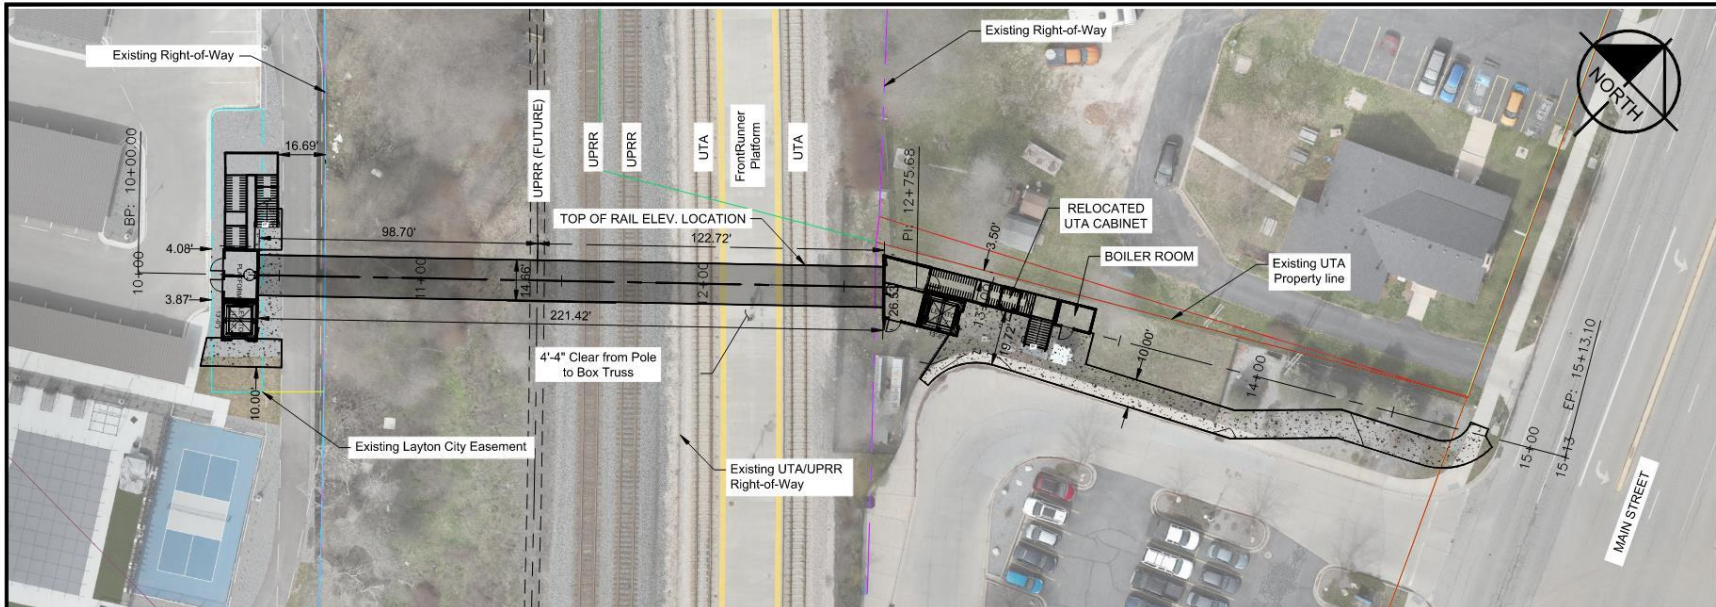 Existing Right-of-Way
Existing Right-of-Way
NORTH
16.69'
BP: 10+00.00
UPRR (FUTURE)
UPRR
UPRR
UTA
FrontRunner
Platform
UTA
PI: 12+75.68
TOP OF RAIL ELEV. LOCATION
RELOCATED
UTA CABINET
3.50'
98.70'
122.72'
BOILER ROOM
Existing UTA
Property line
4.08'
10+00
3.87'
PLATFORM
11+00
14.66'
12+00
26.53'
221.42'
9.72'
10.00'
14+00
4'-4" Clear from Pole
to Box Truss
10.00'
Existing Layton City Easement
Existing UTA/UPRR
Right-of-Way
15+00
15+13
EP: 15+13.10
MAIN STREET